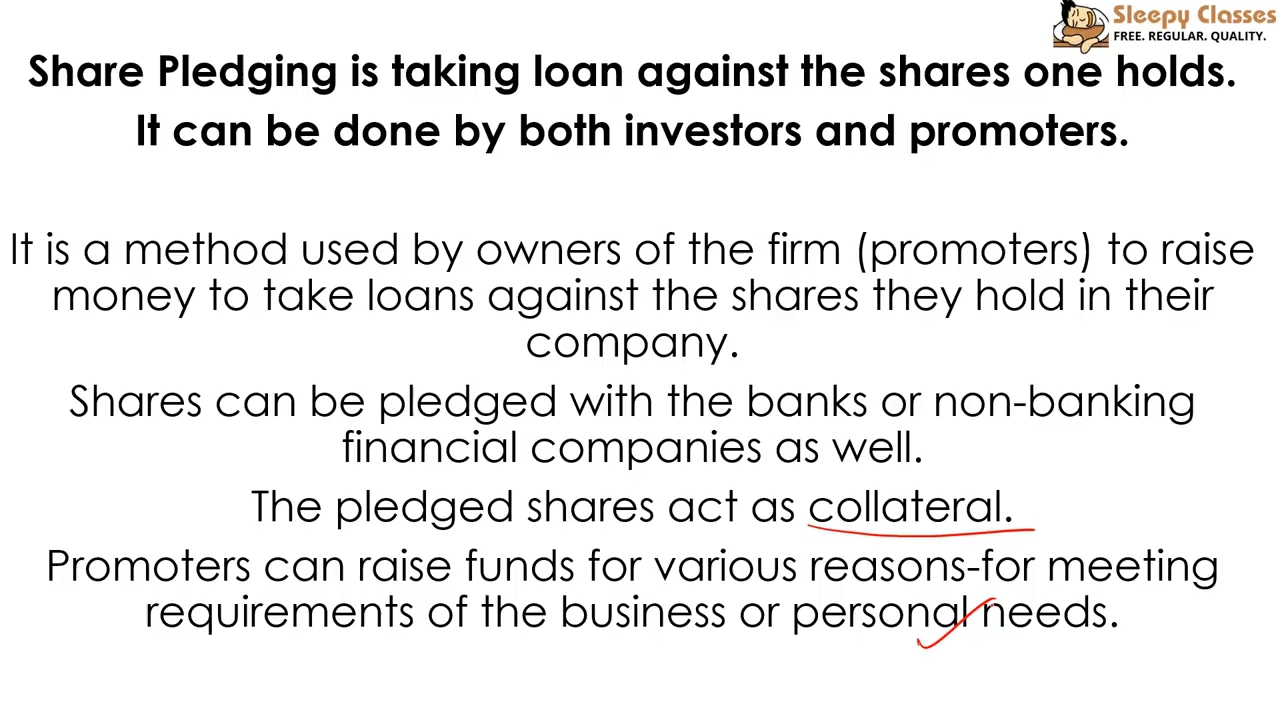 Sleepy Classes
FREE. REGULAR. QUALITY.
Share Pledging is taking loan against the shares one holds.
It can be done by both investors and promoters.
It is a method used by owners of the firm (promoters) to raise
money to take loans against the shares they hold in their
company.
Shares can be pledged with the banks or non-banking
financial companies as well.
The pledged shares act as collateral.
Promoters can raise funds for various reasons-for meeting
requirements of the business or personal needs.